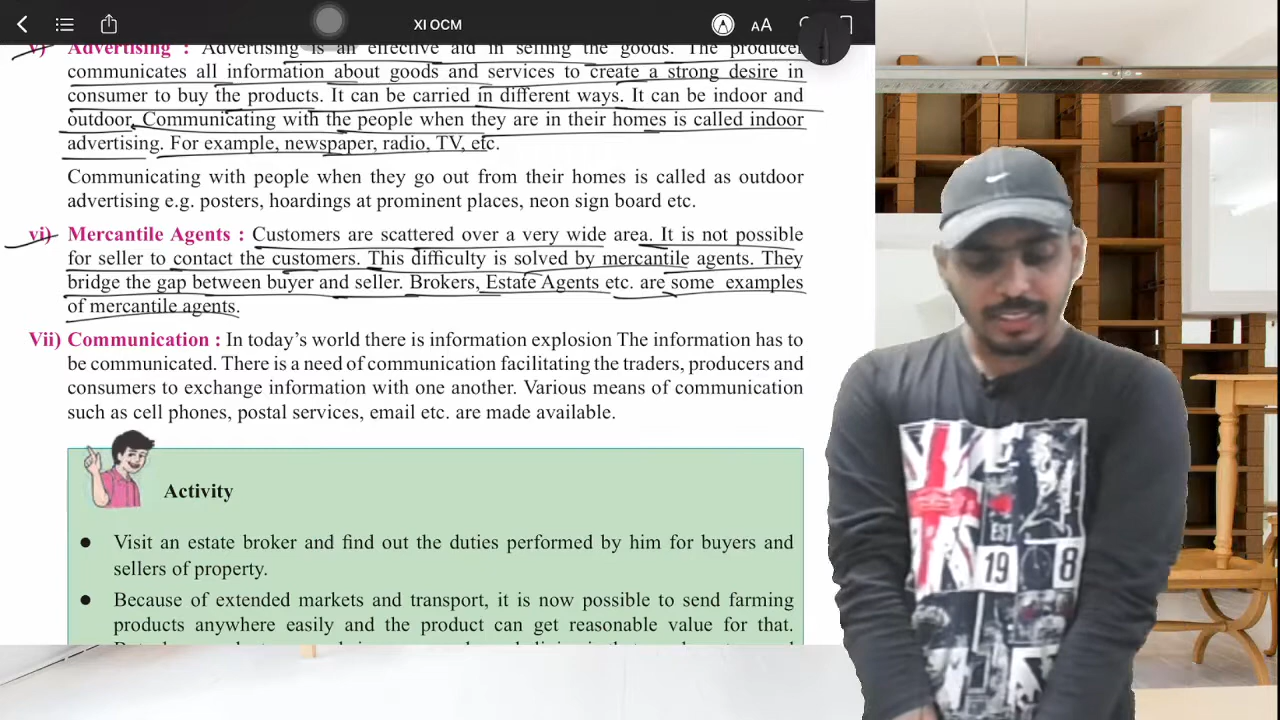 XI OCM
AA
v) Advertising : Advertising is an effective aid in selling the goods. The producer
communicates all information about goods and services to create a strong desire in
consumer to buy the products. It can be carried in different ways. It can be indoor and
outdoor. Communicating with the people when they are in their homes is called indoor
advertising. For example, newspaper, radio, TV, etc.
Communicating with people when they go out from their homes is called as outdoor
advertising e.g. posters, hoardings at prominent places, neon sign board etc.
vi) Mercantile Agents : Customers are scattered over a very wide area. It is not possible
for seller to contact the customers. This difficulty is solved by mercantile agents. They
bridge the gap between buyer and seller. Brokers, Estate Agents etc. are some examples
of mercantile agents.
Vii) Communication : In today's world there is information explosion The information has to
be communicated. There is a need of communication facilitating the traders, producers and
consumers to exchange information with one another. Various means of communication
such as cell phones, postal services, email etc. are made available.
Activity
● Visit an estate broker and find out the duties performed by him for buyers and
sellers of property.
● Because of extended markets and transport, it is now possible to send farming
products anywhere easily and the product can get reasonable value for that.
EST.
19 8